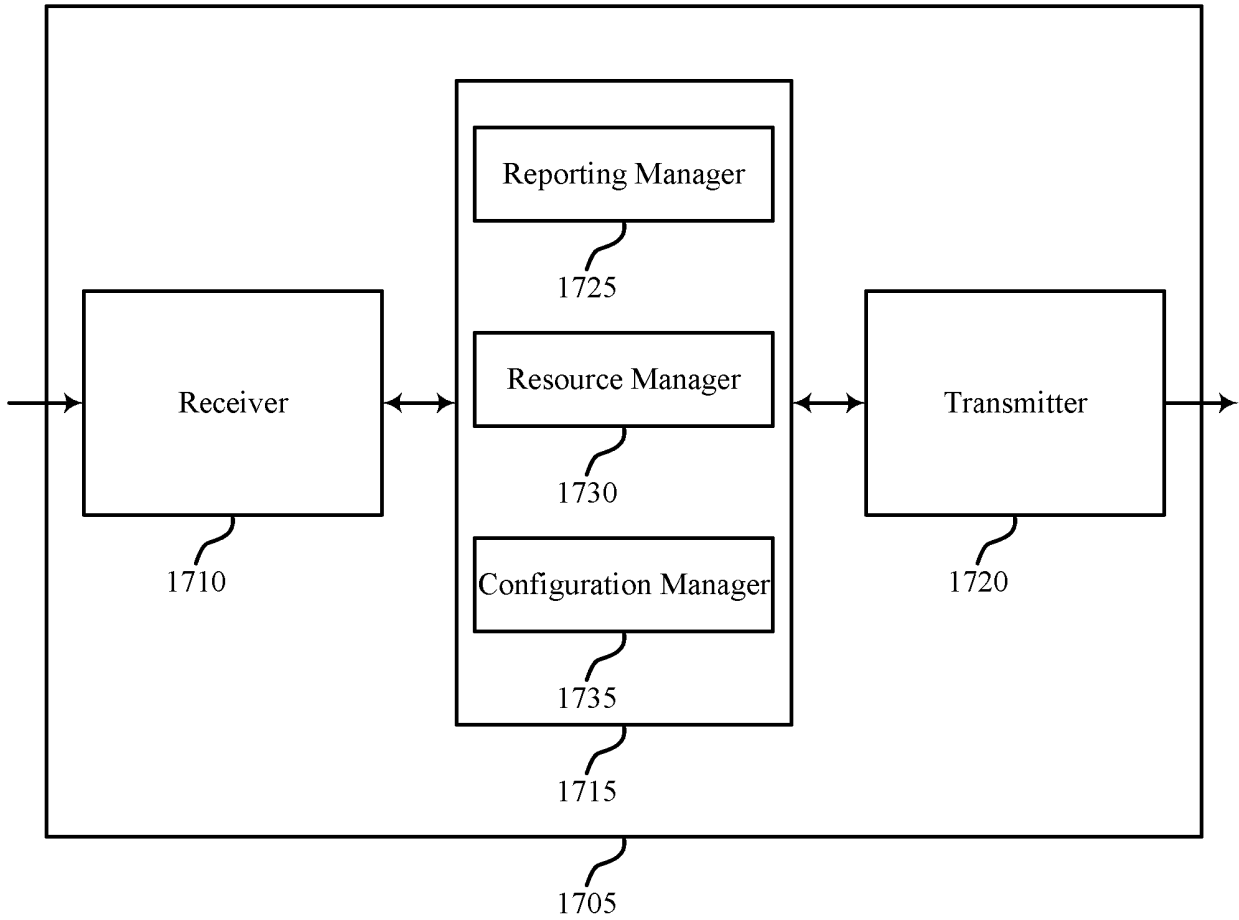 Reporting Manager
1725
Receiver
1710
Resource Manager
1730
Transmitter
1720
Configuration Manager
1735
1715
1705